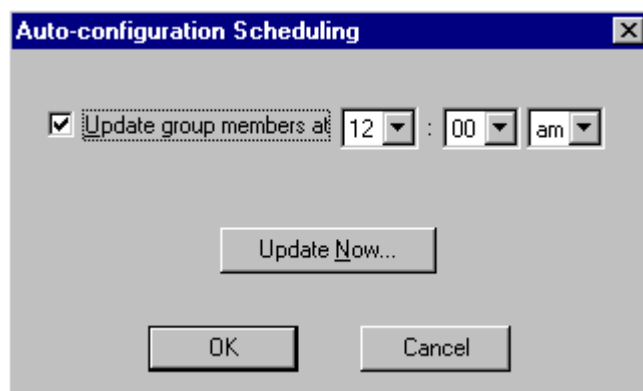 Auto-configuration Scheduling
Update group members at 12 : 00 am
Update Now...
OK Cancel